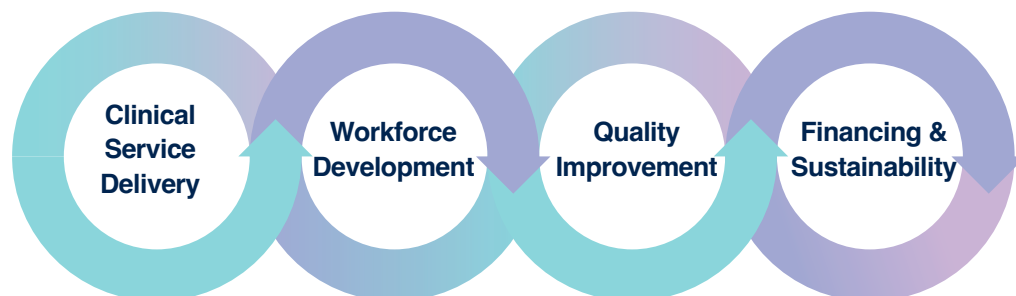 Clinical
Service
Delivery
Workforce
Development
Quality
Improvement
Financing &
Sustainability